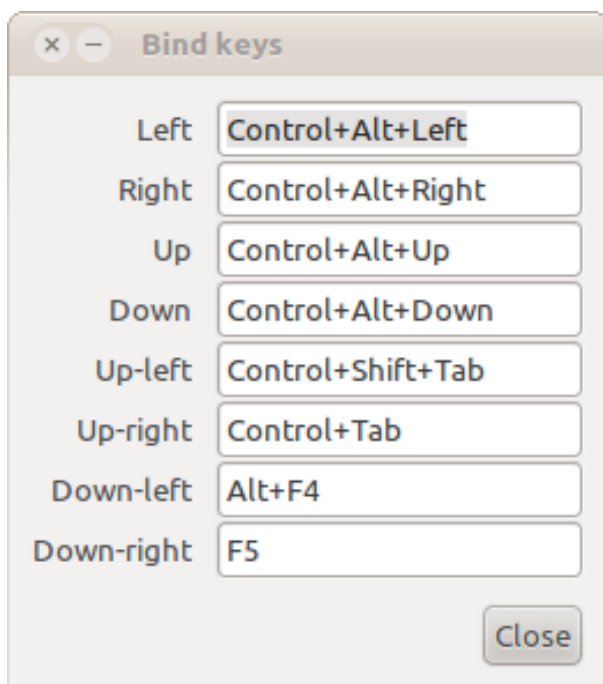 Bind keys
Left Control+Alt+Left
Right Control+Alt+Right
Up Control+Alt+Up
Down Control+Alt+Down
Up-left Control+Shift+Tab
Up-right Control+Tab
Down-left Alt+F4
Down-right F5
Close